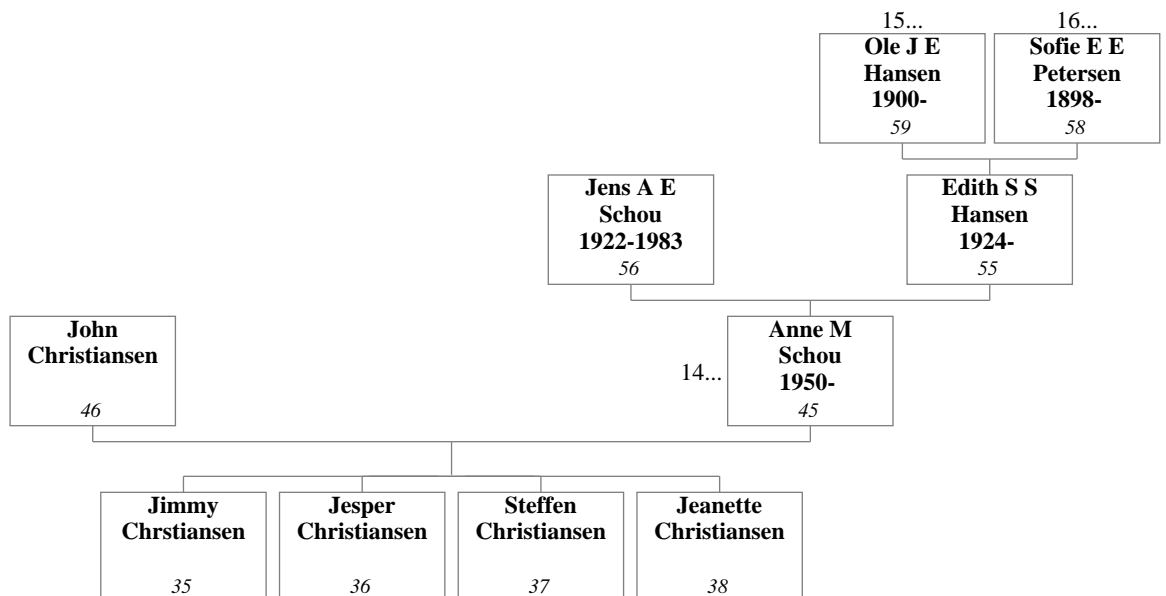 15...
16...
Ole J E
Hansen
1900-
59
Sofie E E
Petersen
1898-
58
Jens A E
Schou
1922-1983
56
Edith S S
Hansen
1924-
55
John
Christiansen
46
14...
Anne M
Schou
1950-
45
Jimmy
Chrstiansen
35
Jesper
Christiansen
36
Steffen
Christiansen
37
Jeanette
Christiansen
38